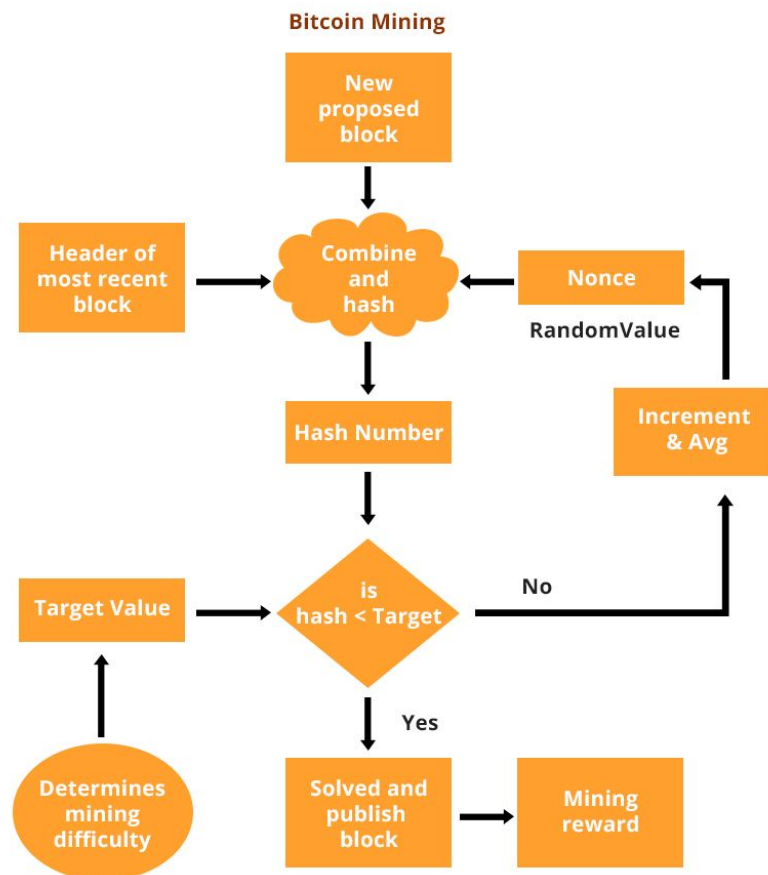 Bitcoin Mining
New
proposed
block
Header of
most recent
block
Combine
and
hash
Nonce
RandomValue
Hash Number
Increment
& Avg
Target Value
is
hash < Target
No
Yes
Determines
mining
difficulty
Solved and
publish
block
Mining
reward